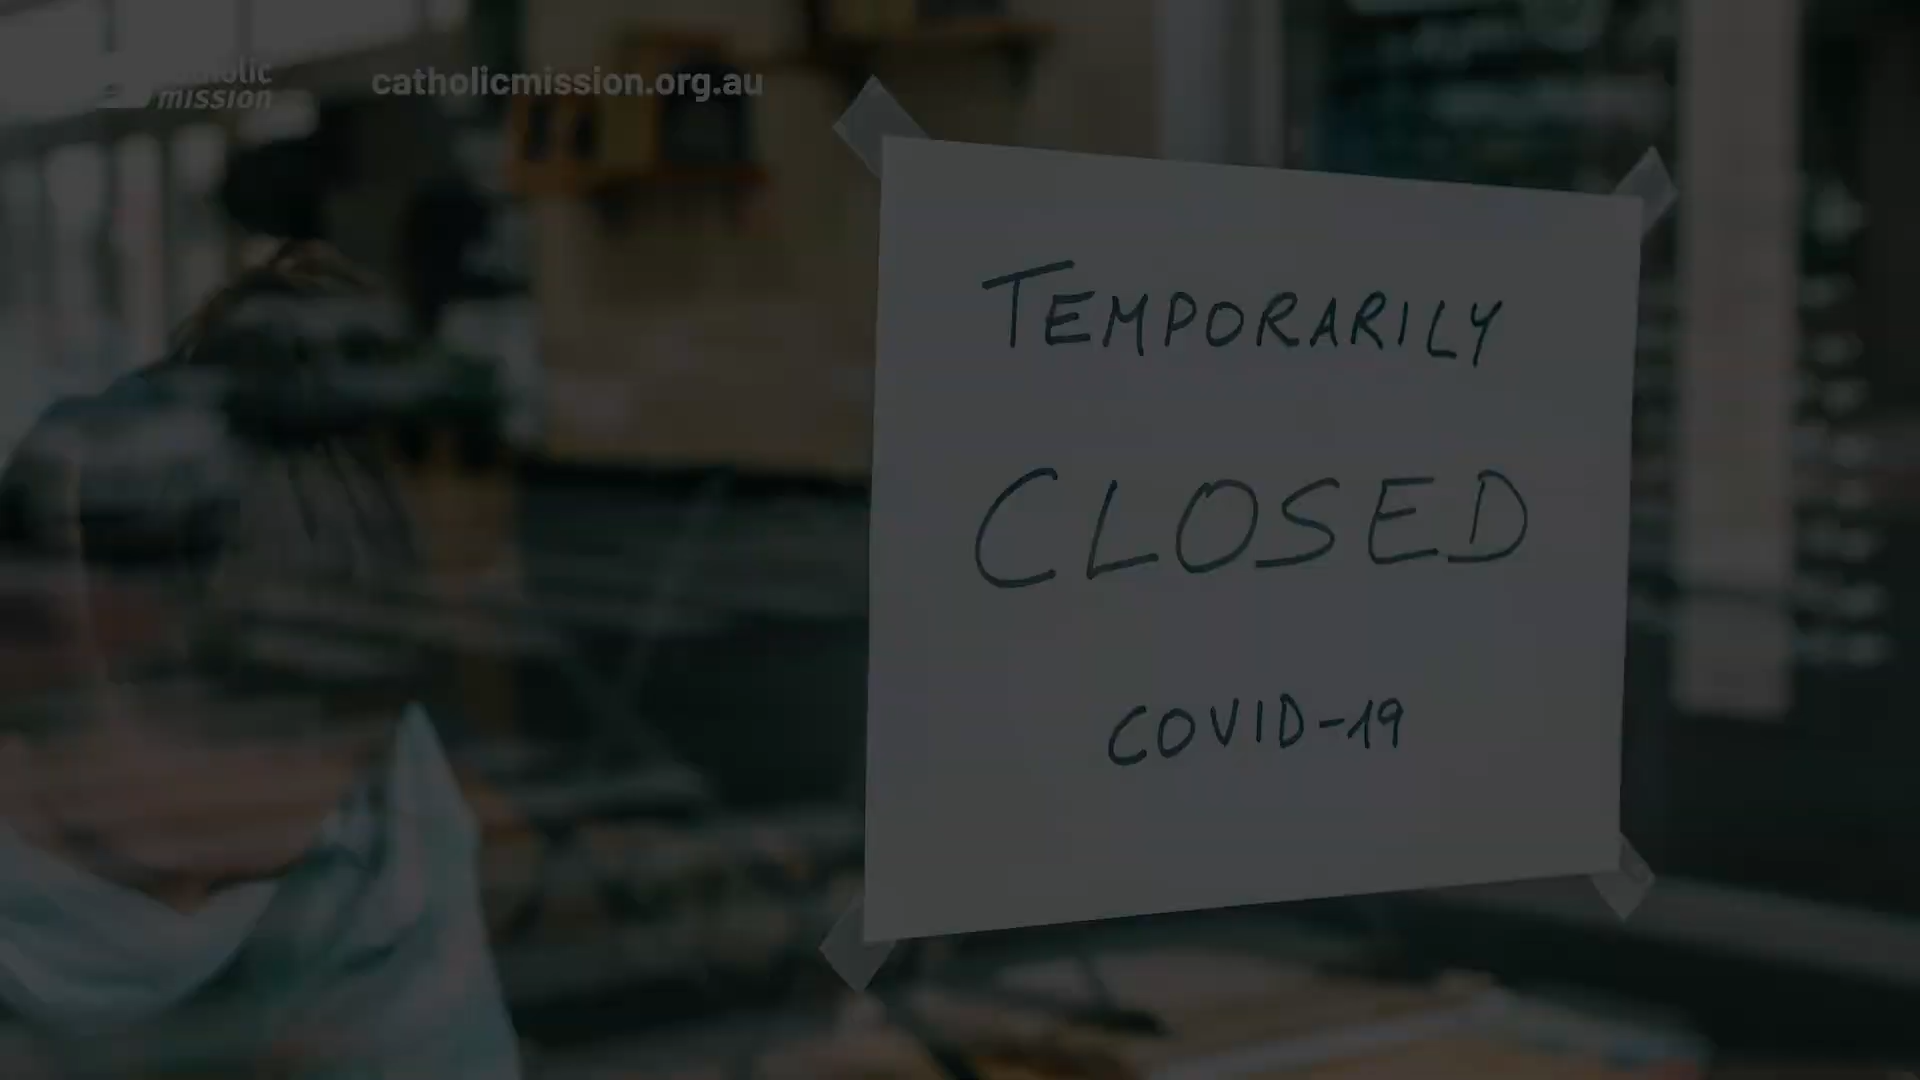 catholic
mission
catholicmission.org.au
TEMPORARILY
CLOSED
COVID-19